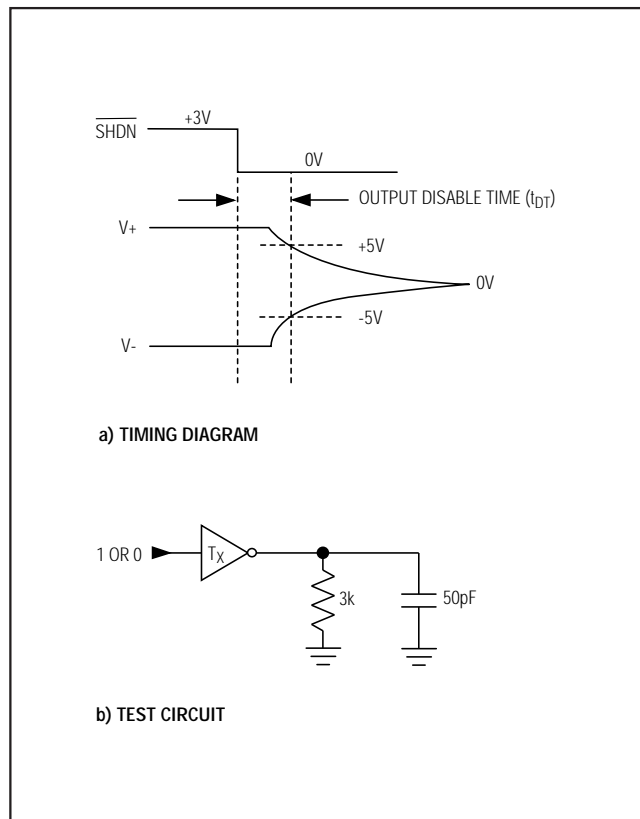 +3V
SHDN
0V
OUTPUT DISABLE TIME (tDT)
V+
+5V
0V
-5V
V-
a) TIMING DIAGRAM
1 OR 0
TX
3k
50pF
b) TEST CIRCUIT